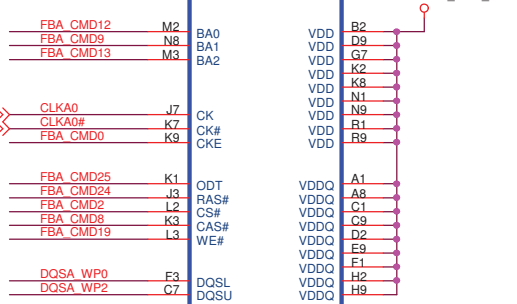 FBA_CMD12 M2 BA0 VDD B2
FBA_CMD9 N8 BA1 VDD D9
FBA_CMD13 M3 BA2 VDD G7
VDD K2
VDD K8
VDD N1
CLKA0 J7 CK VDD N9
CLKA0# K7 CK# VDD R1
FBA_CMD0 K9 CKE VDD R9
FBA_CMD25 K1 ODT VDDQ A1
FBA_CMD24 J3 RAS# VDDQ A8
FBA_CMD2 L2 CS# VDDQ C1
FBA_CMD8 K3 CAS# VDDQ C9
FBA_CMD19 L3 WE# VDDQ D2
VDDQ E9
VDDQ F1
DQSA_WP0 F3 DQSL VDDQ H2
DQSA_WP2 C7 DQSU VDDQ H9